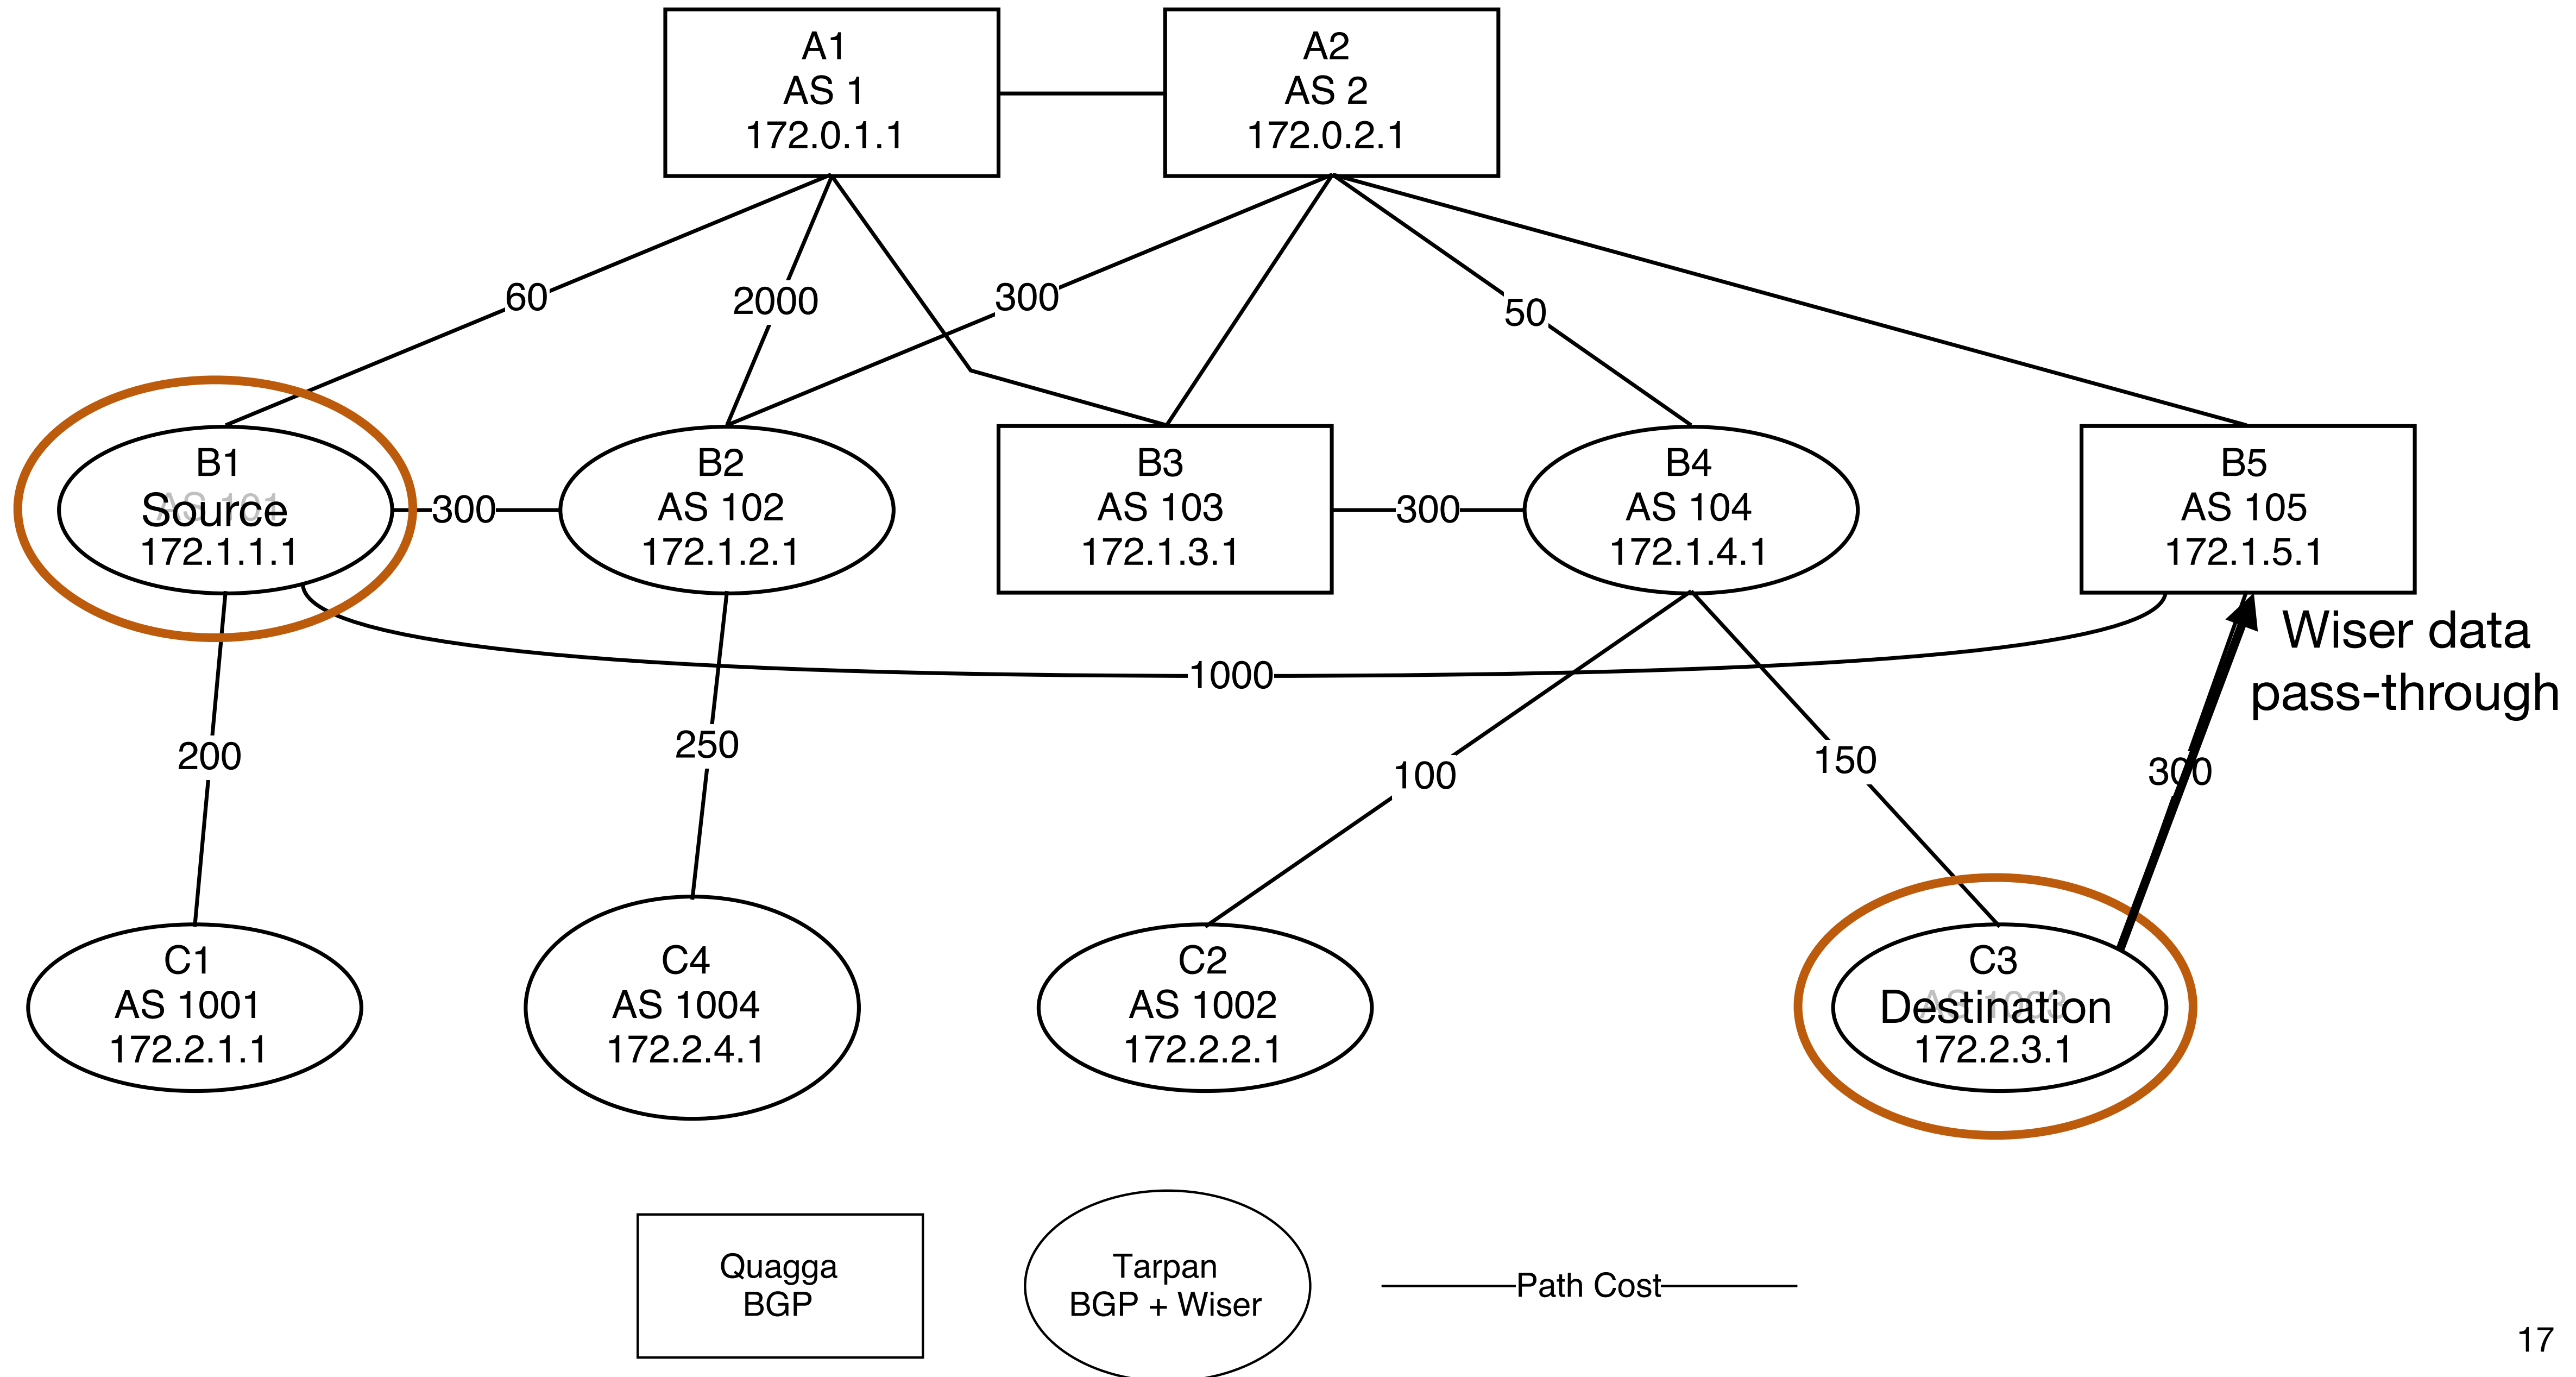 A1
AS 1
172.0.1.1
A2
AS 2
172.0.2.1
60
2000
300
50
B1
AS 101
Source
172.1.1.1
300
B2
AS 102
172.1.2.1
B3
AS 103
172.1.3.1
300
B4
AS 104
172.1.4.1
B5
AS 105
172.1.5.1
Wiser data
pass-through
1000
200
250
100
150
300
C1
AS 1001
172.2.1.1
C4
AS 1004
172.2.4.1
C2
AS 1002
172.2.2.1
C3
AS 1003
Destination
172.2.3.1
Quagga
BGP
Tarpan
BGP + Wiser
Path Cost
17